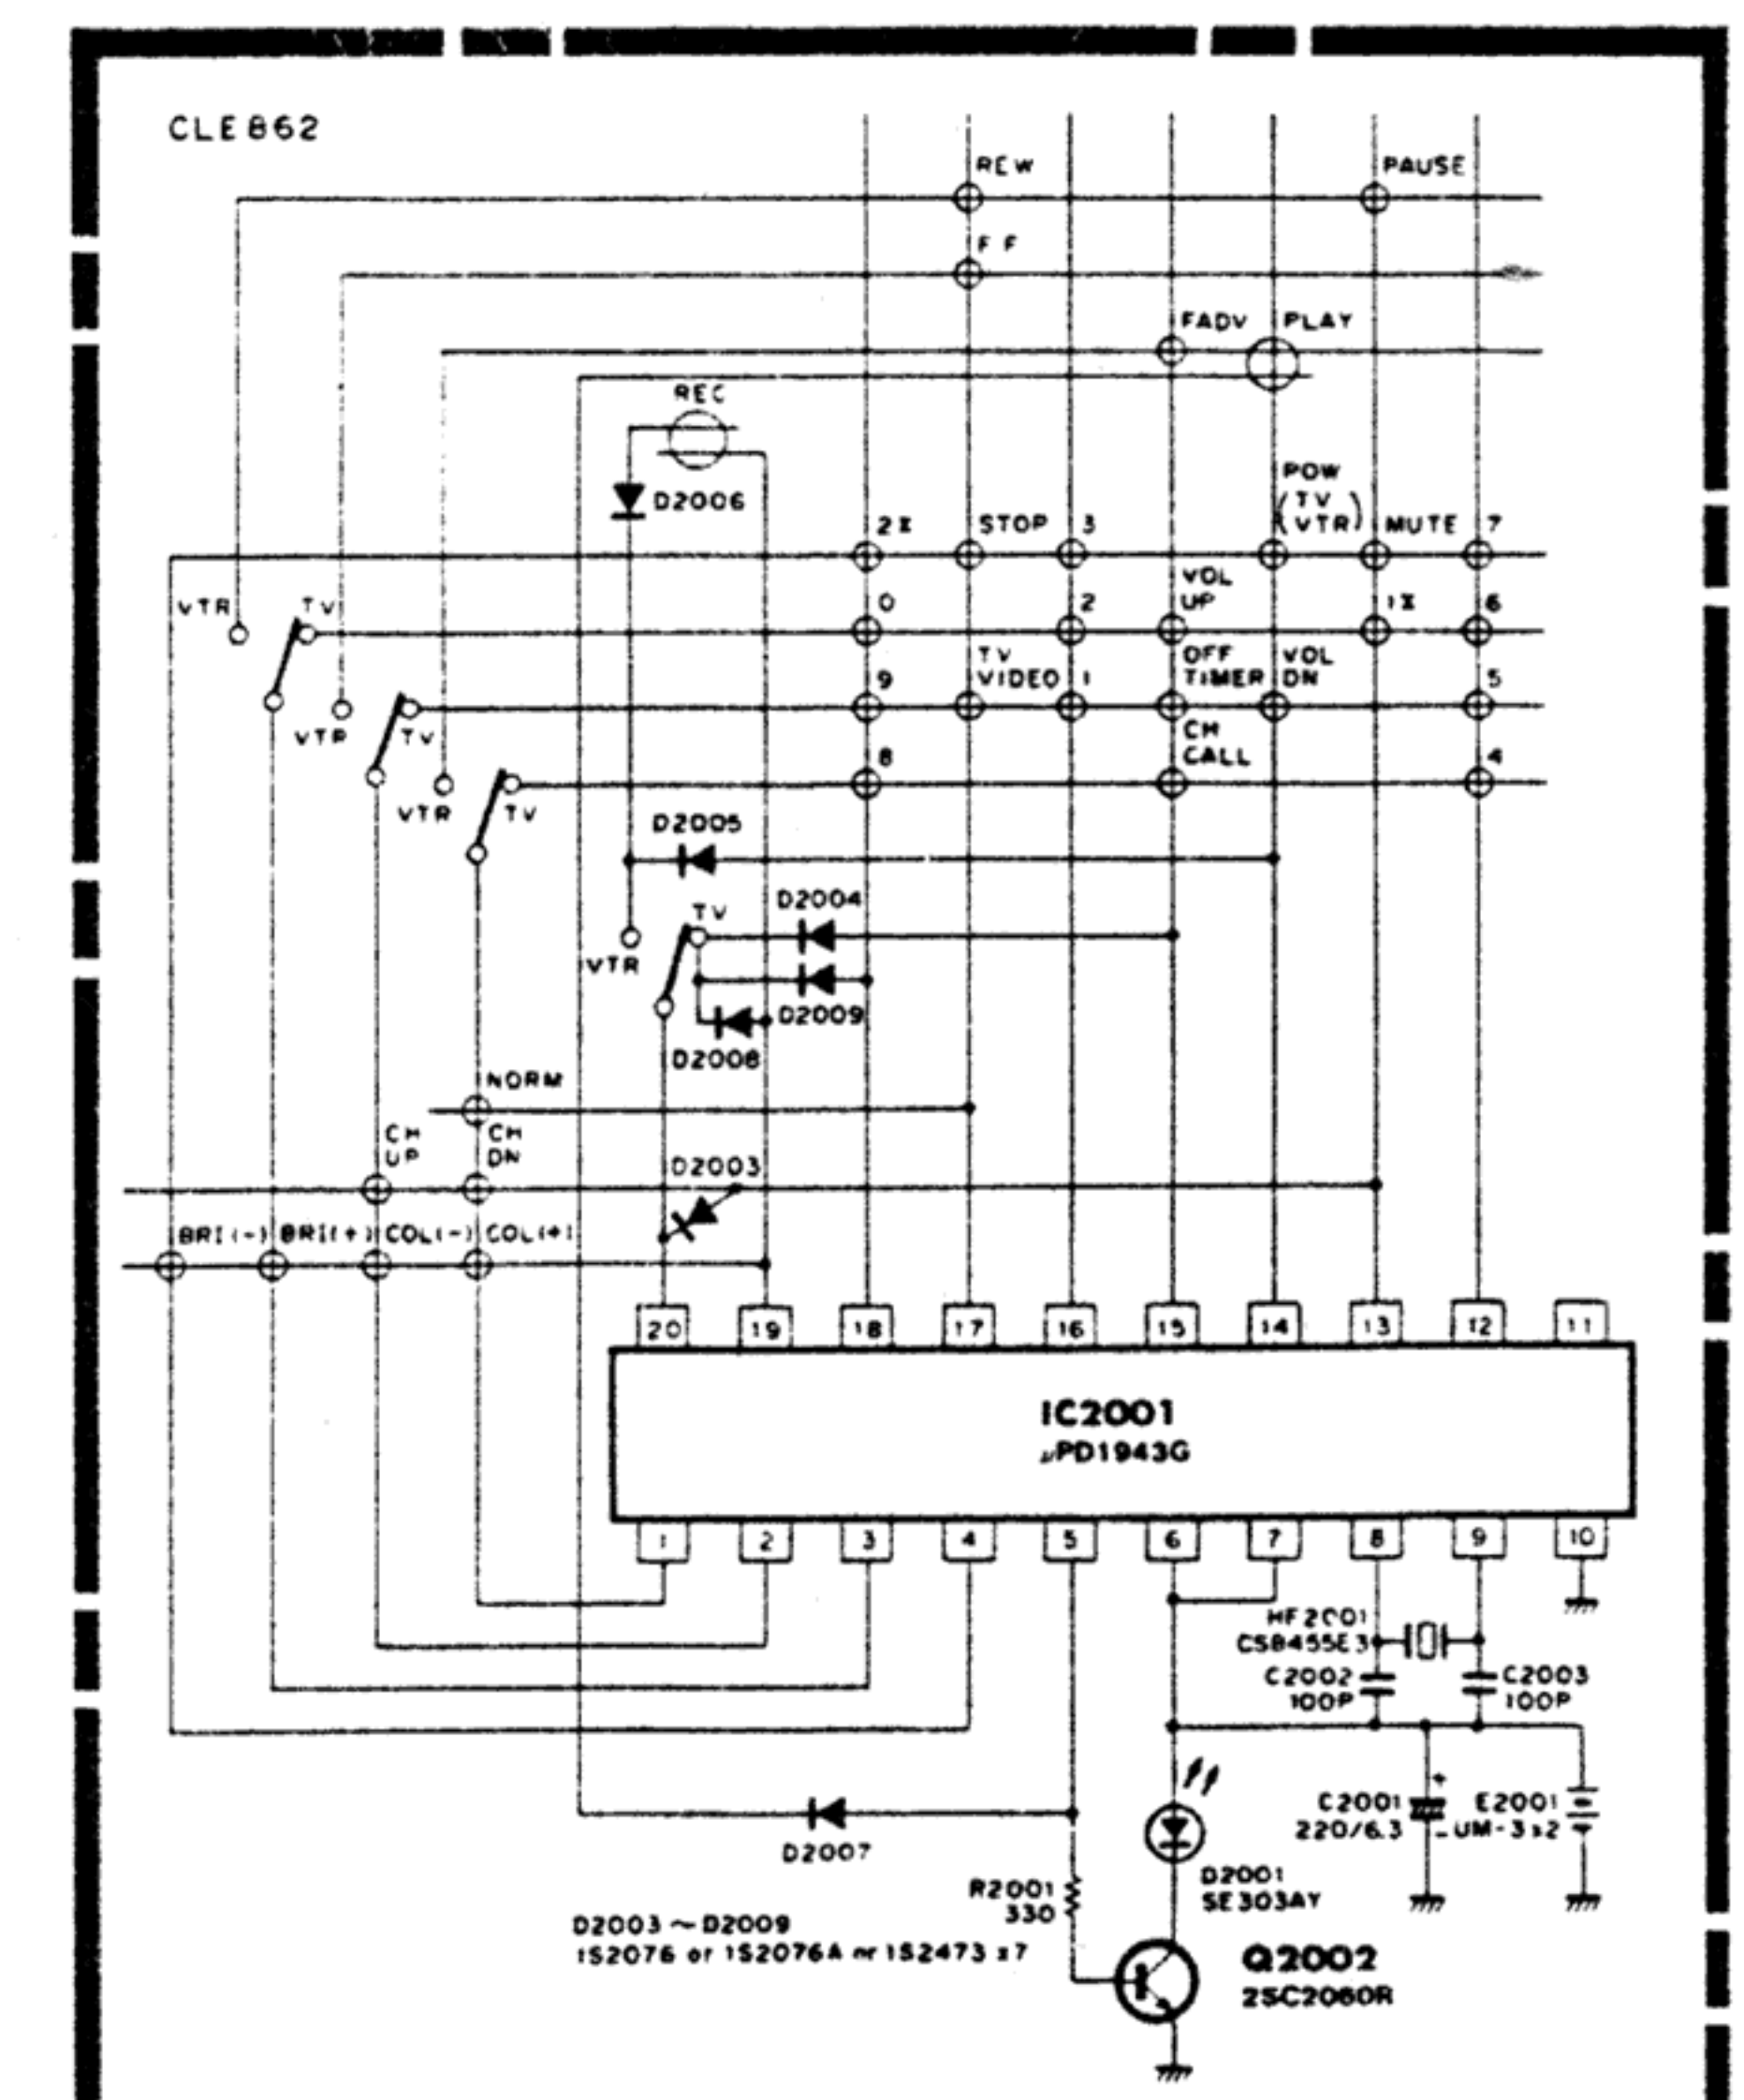 CLE862
REW
PAUSE
FF
FADV PLAY
REC
D2006
POW
(TV
VTR)
2X STOP 3 MUTE 7
VOL
UP
VTR TV 0 2 1X 6
TV
VIDEO
OFF
TIMER
VOL
DN
9 1 5
VTR TV
CH
CALL
8 4
VTR TV
D2005
D2004
TV
VTR
D2009
D2008
NORM
CH
UP
CH
DN
D2003
BRI(-) BRI(+) COL(-) COL(+)
20 19 18 17 16 15 14 13 12 11
IC2001
μPD1943G
1 2 3 4 5 6 7 8 9 10
HF2001
CSB455E3
C2002
100P
C2003
100P
+
C2001
220/6.3
-
E2001
UM-3x2
D2007
D2001
SE303AY
R2001
330
D2003~D2009
1S2076 or 1S2076A or 1S2473 x7
Q2002
2SC2060R